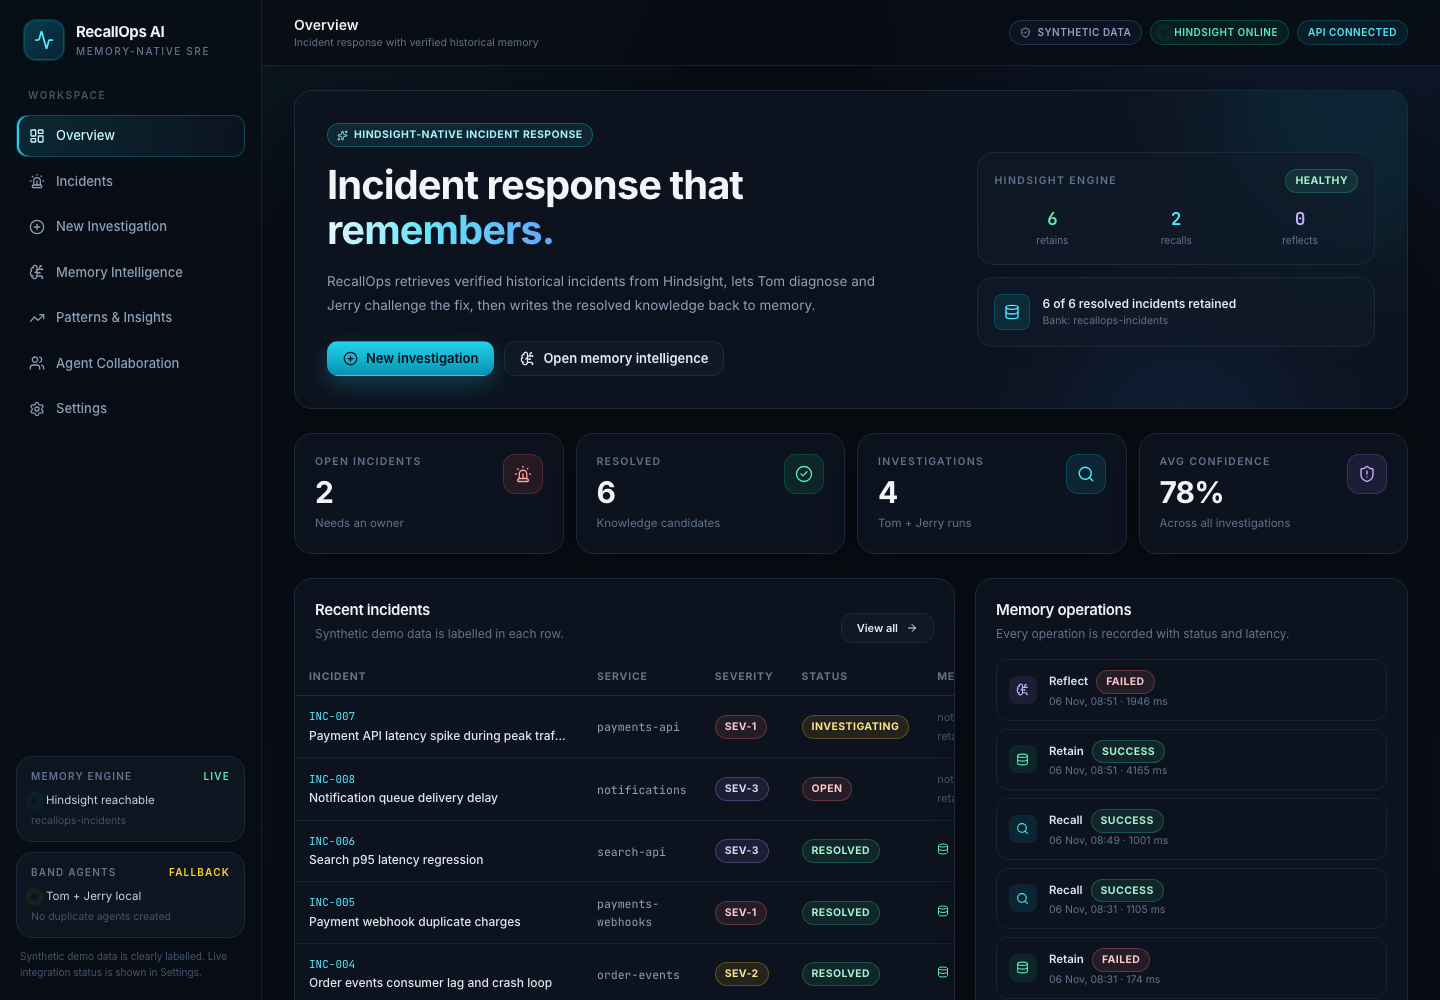 RecallOps AI
MEMORY-NATIVE SRE
WORKSPACE
Overview
Incidents
New Investigation
Memory Intelligence
Patterns & Insights
Agent Collaboration
Settings
MEMORY ENGINE LIVE
Hindsight reachable
recallops-incidents
BAND AGENTS FALLBACK
Tom + Jerry local
No duplicate agents created
Synthetic demo data is clearly labelled. Live
integration status is shown in Settings.
Overview
Incident response with verified historical memory
SYNTHETIC DATA
HINDSIGHT ONLINE
API CONNECTED
HINDSIGHT-NATIVE INCIDENT RESPONSE
Incident response that
remembers.
RecallOps retrieves verified historical incidents from Hindsight, lets Tom diagnose and
Jerry challenge the fix, then writes the resolved knowledge back to memory.
New investigation
Open memory intelligence
HINDSIGHT ENGINE HEALTHY
6 2 0
retains recalls reflects
6 of 6 resolved incidents retained
Bank: recallops-incidents
OPEN INCIDENTS
2
Needs an owner
RESOLVED
6
Knowledge candidates
INVESTIGATIONS
4
Tom + Jerry runs
AVG CONFIDENCE
78%
Across all investigations
Recent incidents
Synthetic demo data is labelled in each row.
View all
INCIDENT SERVICE SEVERITY STATUS ME
INC-007
Payment API latency spike during peak traf...
payments-api SEV-1 INVESTIGATING not
reta
INC-008
Notification queue delivery delay
notifications SEV-3 OPEN not
reta
INC-006
Search p95 latency regression
search-api SEV-3 RESOLVED
INC-005
Payment webhook duplicate charges
payments-
webhooks
SEV-1 RESOLVED
INC-004
Order events consumer lag and crash loop
order-events SEV-2 RESOLVED
Memory operations
Every operation is recorded with status and latency.
Reflect FAILED
06 Nov, 08:51 · 1946 ms
Retain SUCCESS
06 Nov, 08:51 · 4165 ms
Recall SUCCESS
06 Nov, 08:49 · 1001 ms
Recall SUCCESS
06 Nov, 08:31 · 1105 ms
Retain FAILED
06 Nov, 08:31 · 174 ms